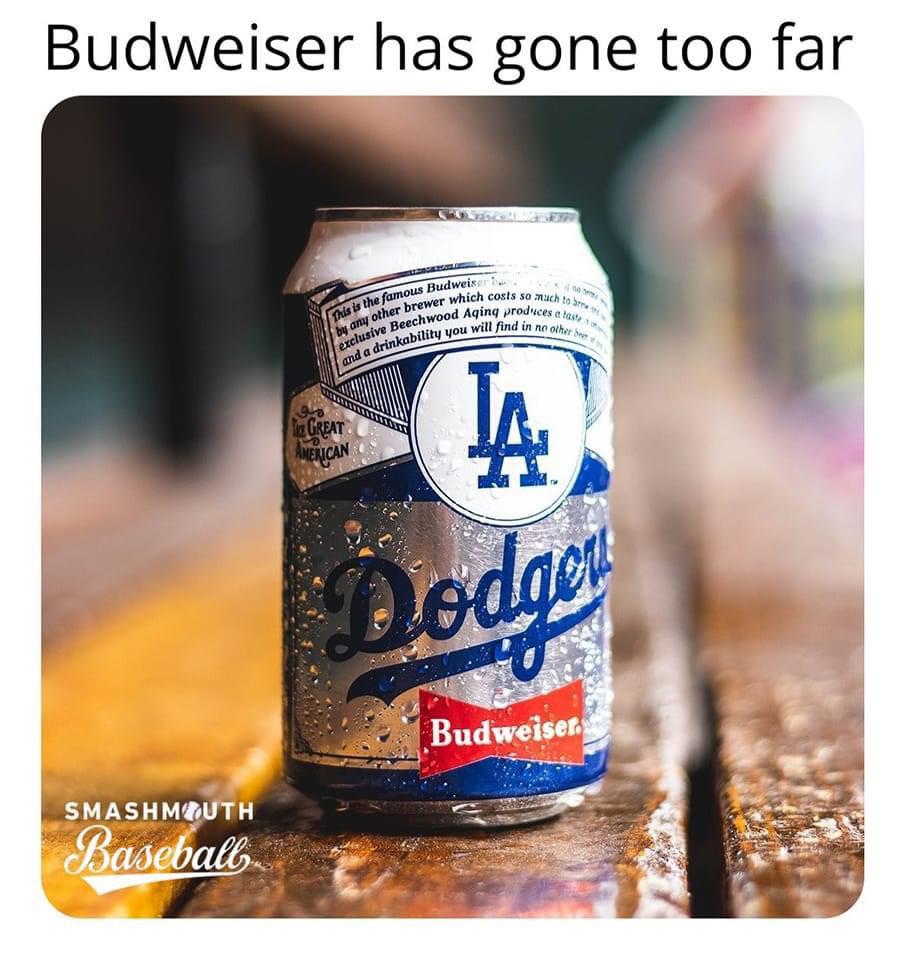 Budweiser has gone too far
This is the famous Budweiser
by any other brewer which costs so much to brew
exclusive Beechwood Aging produces a taste
and a drinkability you will find in no other beer
THE GREAT
AMERICAN
LA
Dodgers
Budweiser.
SMASHMOUTH
Baseball